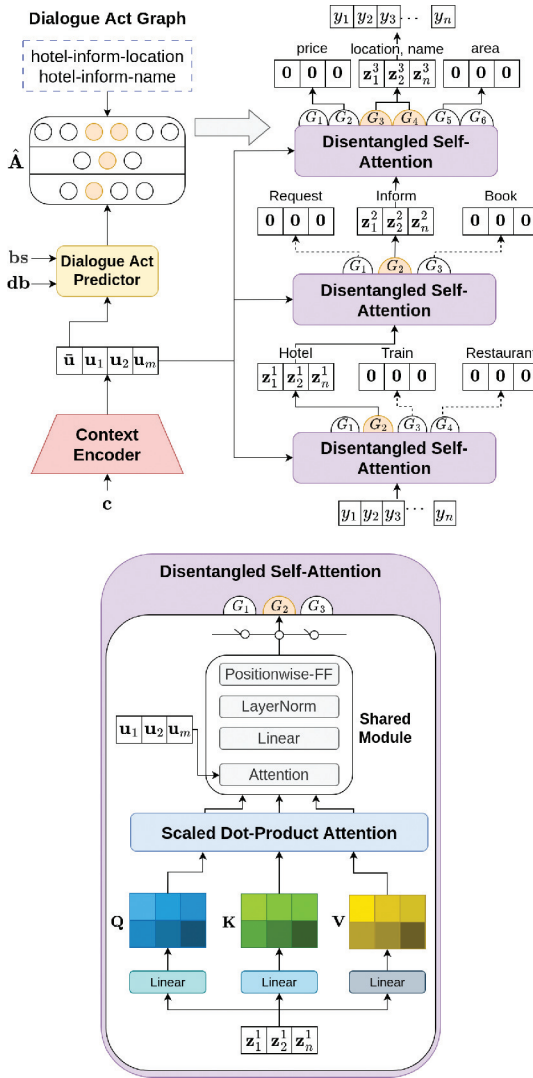 Dialogue Act Graph
hotel-inform-location
hotel-inform-name
Â
bs
db
Dialogue Act
Predictor
ū u₁ u₂ uₘ
Context
Encoder
c
y₁ y₂ y₃ ... yₙ
price location, name area
0 0 0 z₁³ z₂³ zₙ³ 0 0 0
G₁ G₂ G₃ G₄ G₅ G₆
Disentangled Self-
Attention
Request Inform Book
0 0 0 z₁² z₂² zₙ² 0 0 0
G₁ G₂ G₃
Disentangled Self-
Attention
Hotel Train Restaurant
z₁¹ z₂¹ zₙ¹ 0 0 0 0 0 0
G₁ G₂ G₃ G₄
Disentangled Self-
Attention
y₁ y₂ y₃ ... yₙ
Disentangled Self-Attention
G₁ G₂ G₃
Positionwise-FF
LayerNorm
Linear
Attention
Shared
Module
u₁ u₂ uₘ
Scaled Dot-Product Attention
Q K V
Linear Linear Linear
z₁¹ z₂¹ zₙ¹